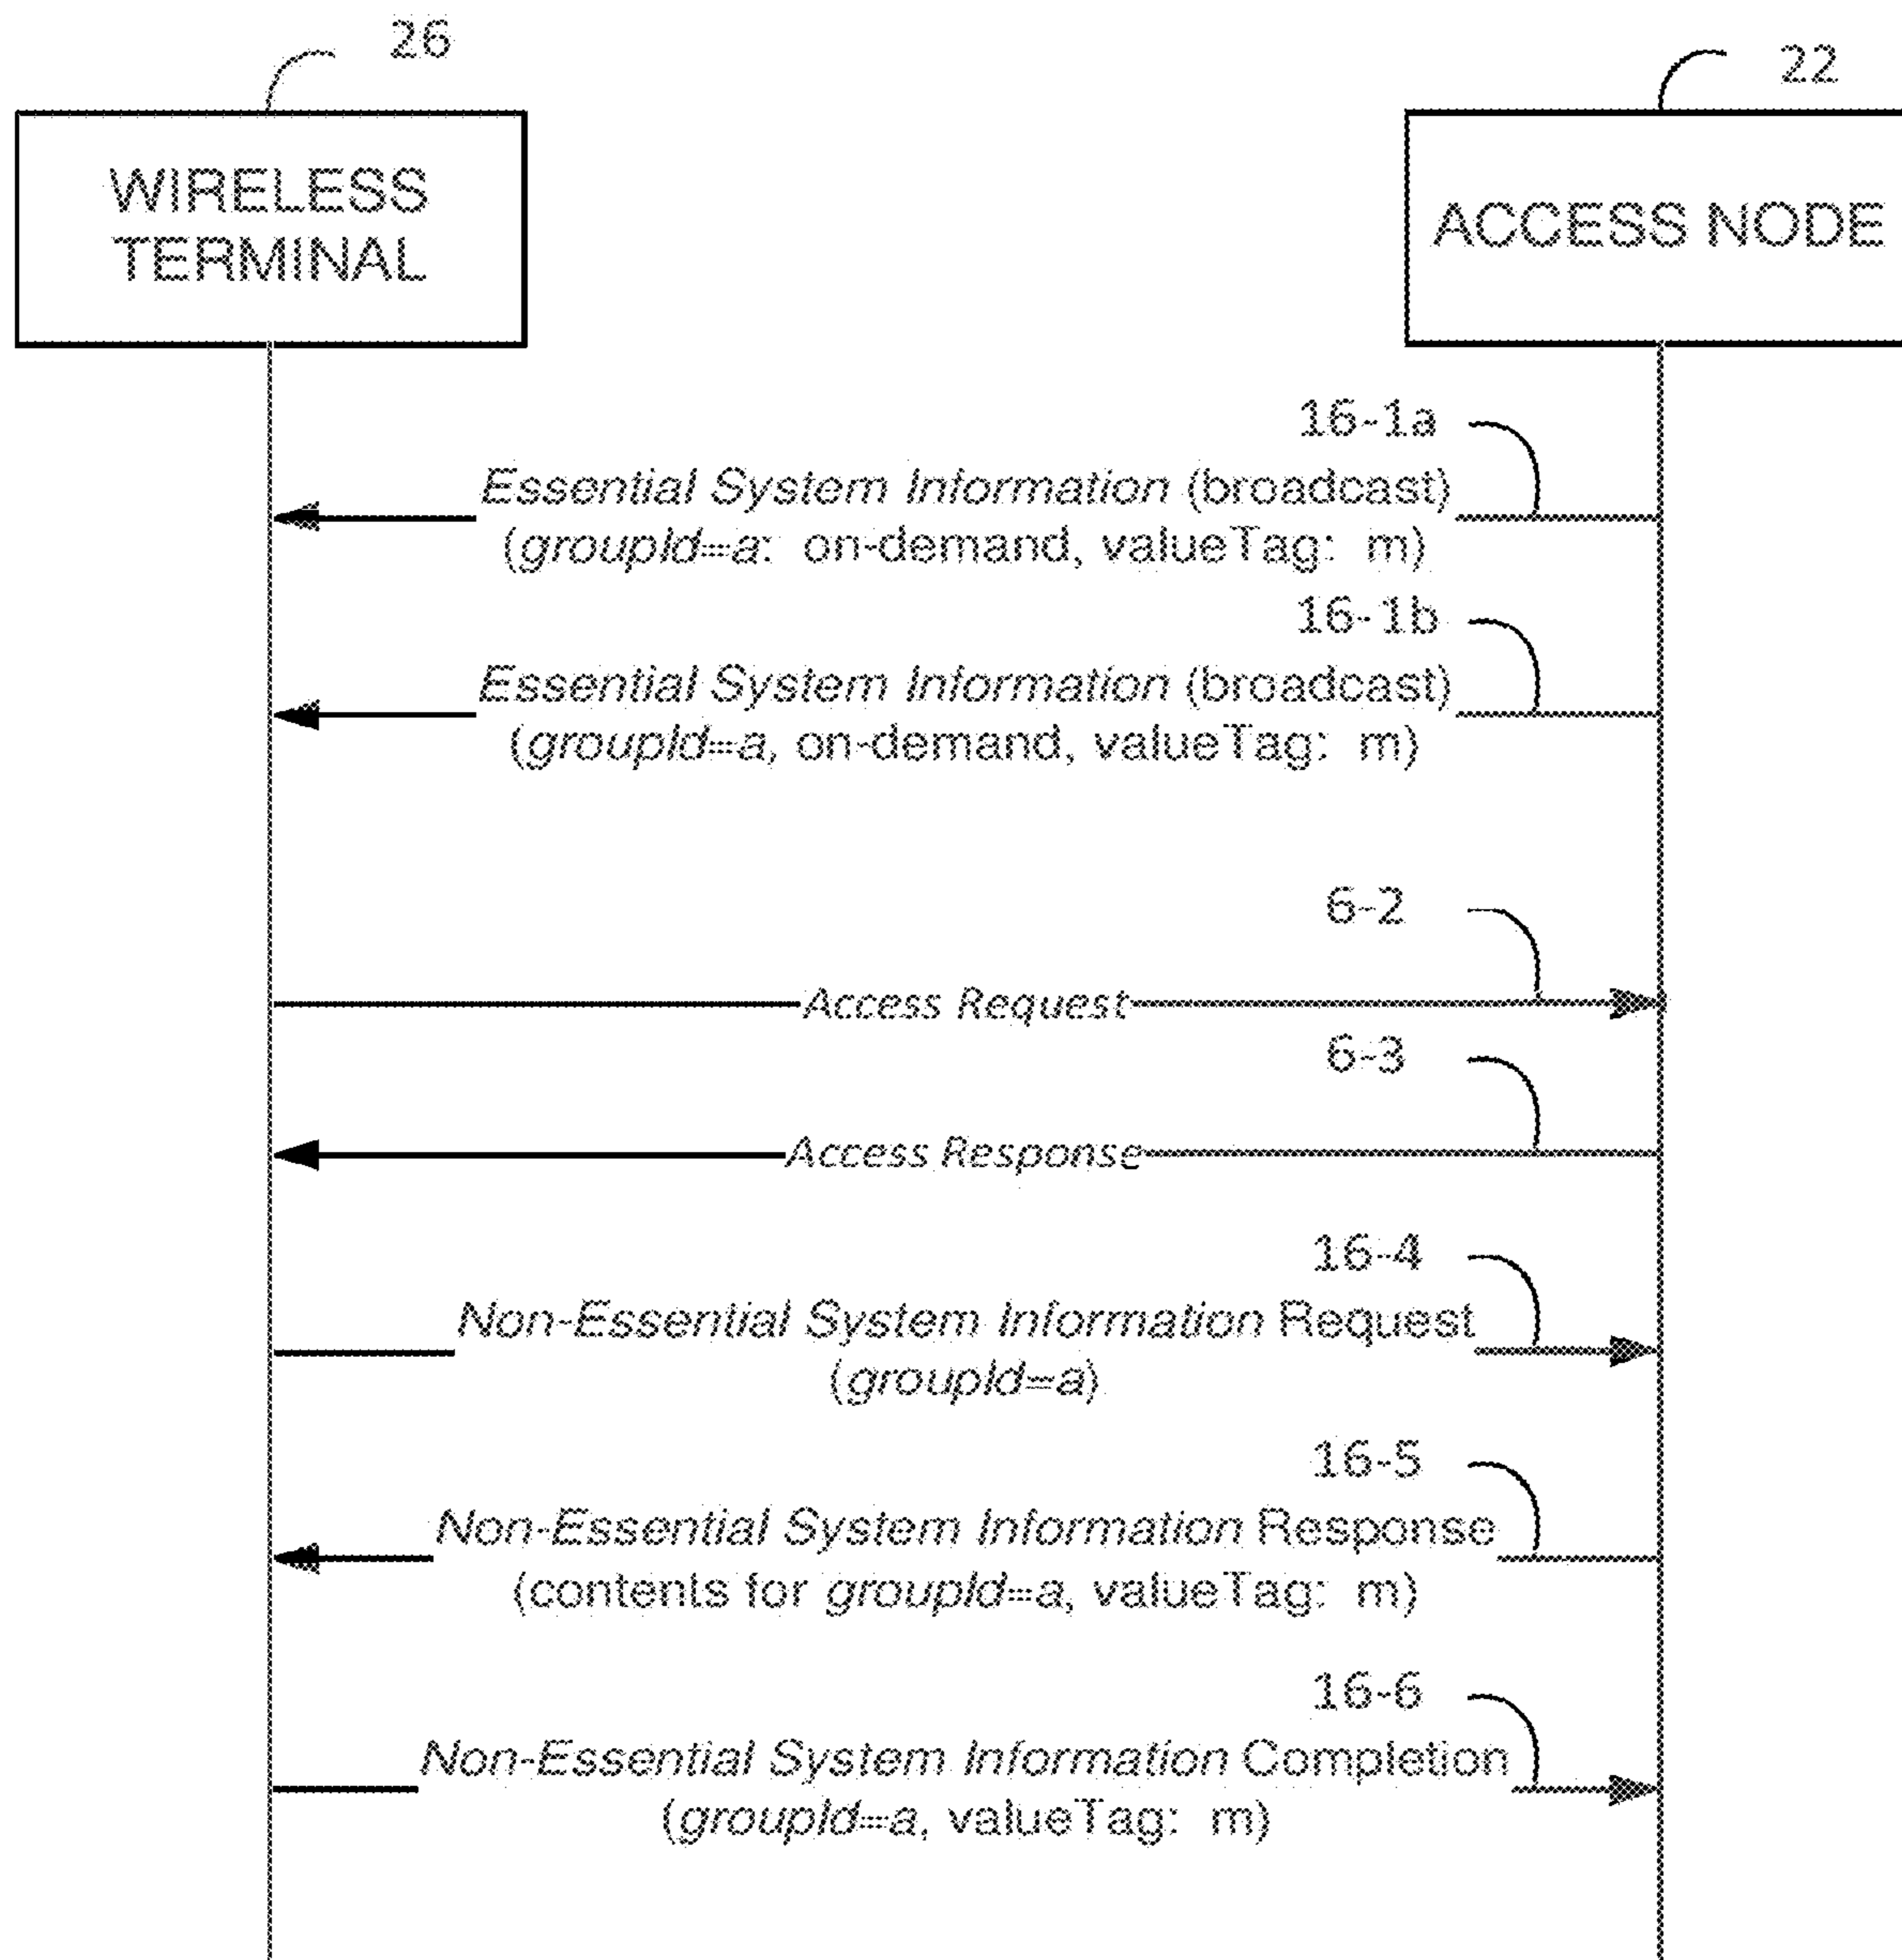 26
22
WIRELESS
TERMINAL
ACCESS NODE
16-1a
Essential System Information (broadcast)
(groupId=a: on-demand, valueTag: m)
16-1b
Essential System Information (broadcast)
(groupId=a, on-demand, valueTag: m)
6-2
Access Request
6-3
Access Response
16-4
Non-Essential System Information Request
(groupId=a)
16-5
Non-Essential System Information Response
(contents for groupId=a, valueTag: m)
16-6
Non-Essential System Information Completion
(groupId=a, valueTag: m)